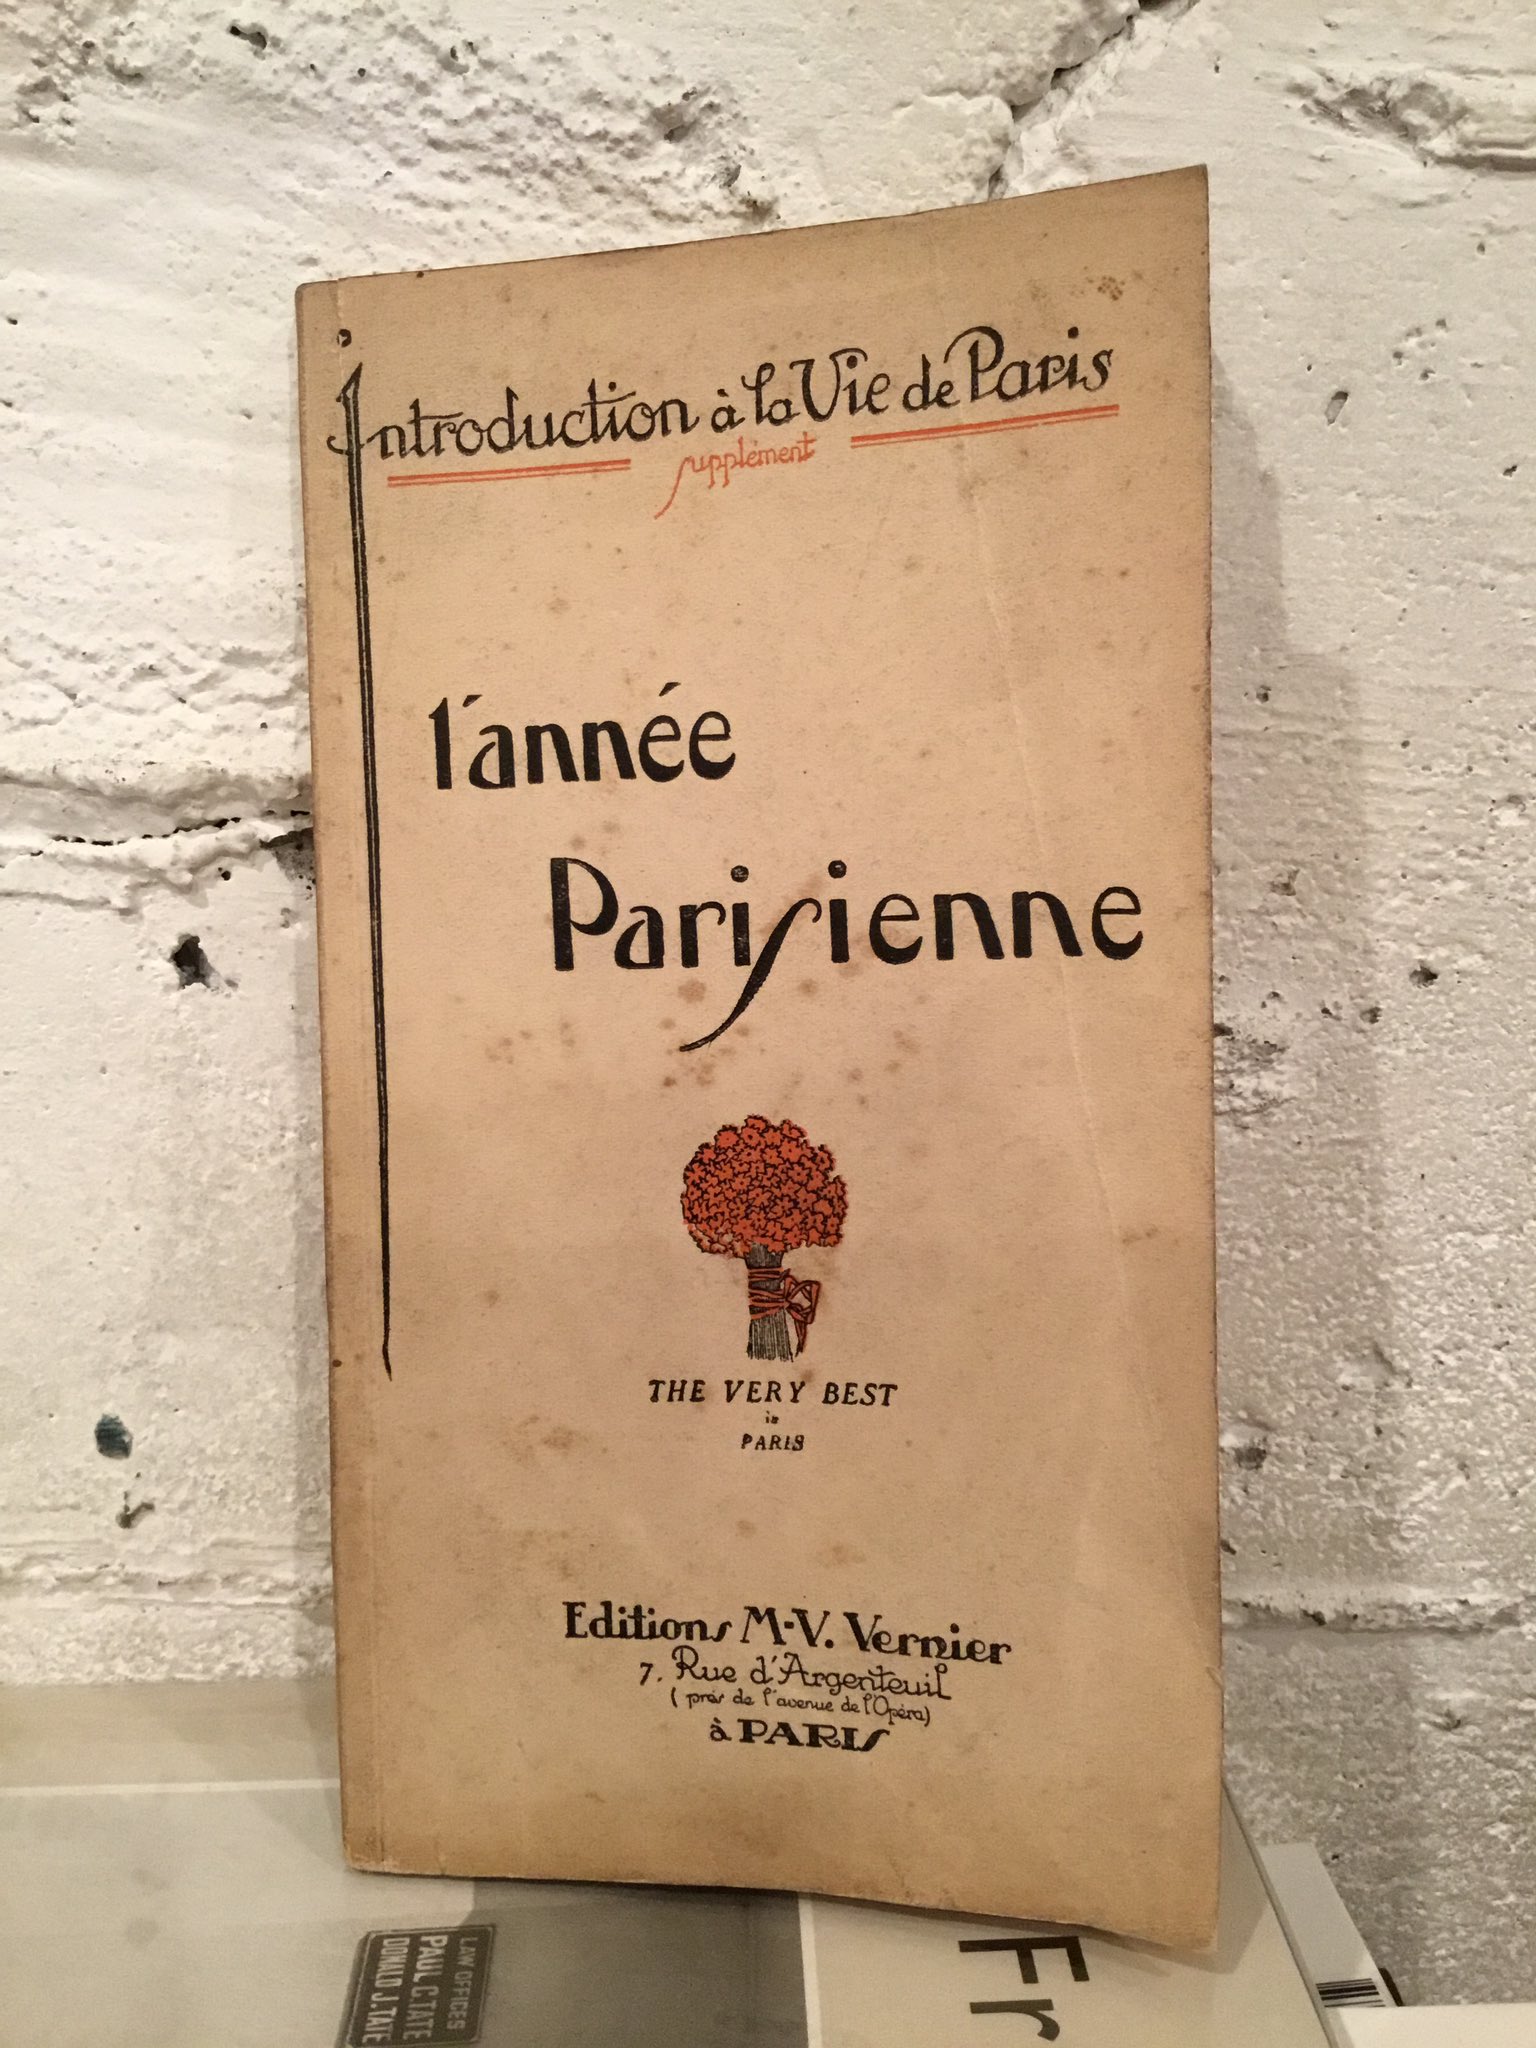 Introduction à la Vie de Paris
supplément
l'année
Parisienne
THE VERY BEST
in
PARIS
Editions M-V. Vernier
7. Rue d'Argenteuil
( près de l'avenue de l'Opéra)
à PARIS
LAW OFFICES
PAUL C TATE
DONALD J. TATE
Fr